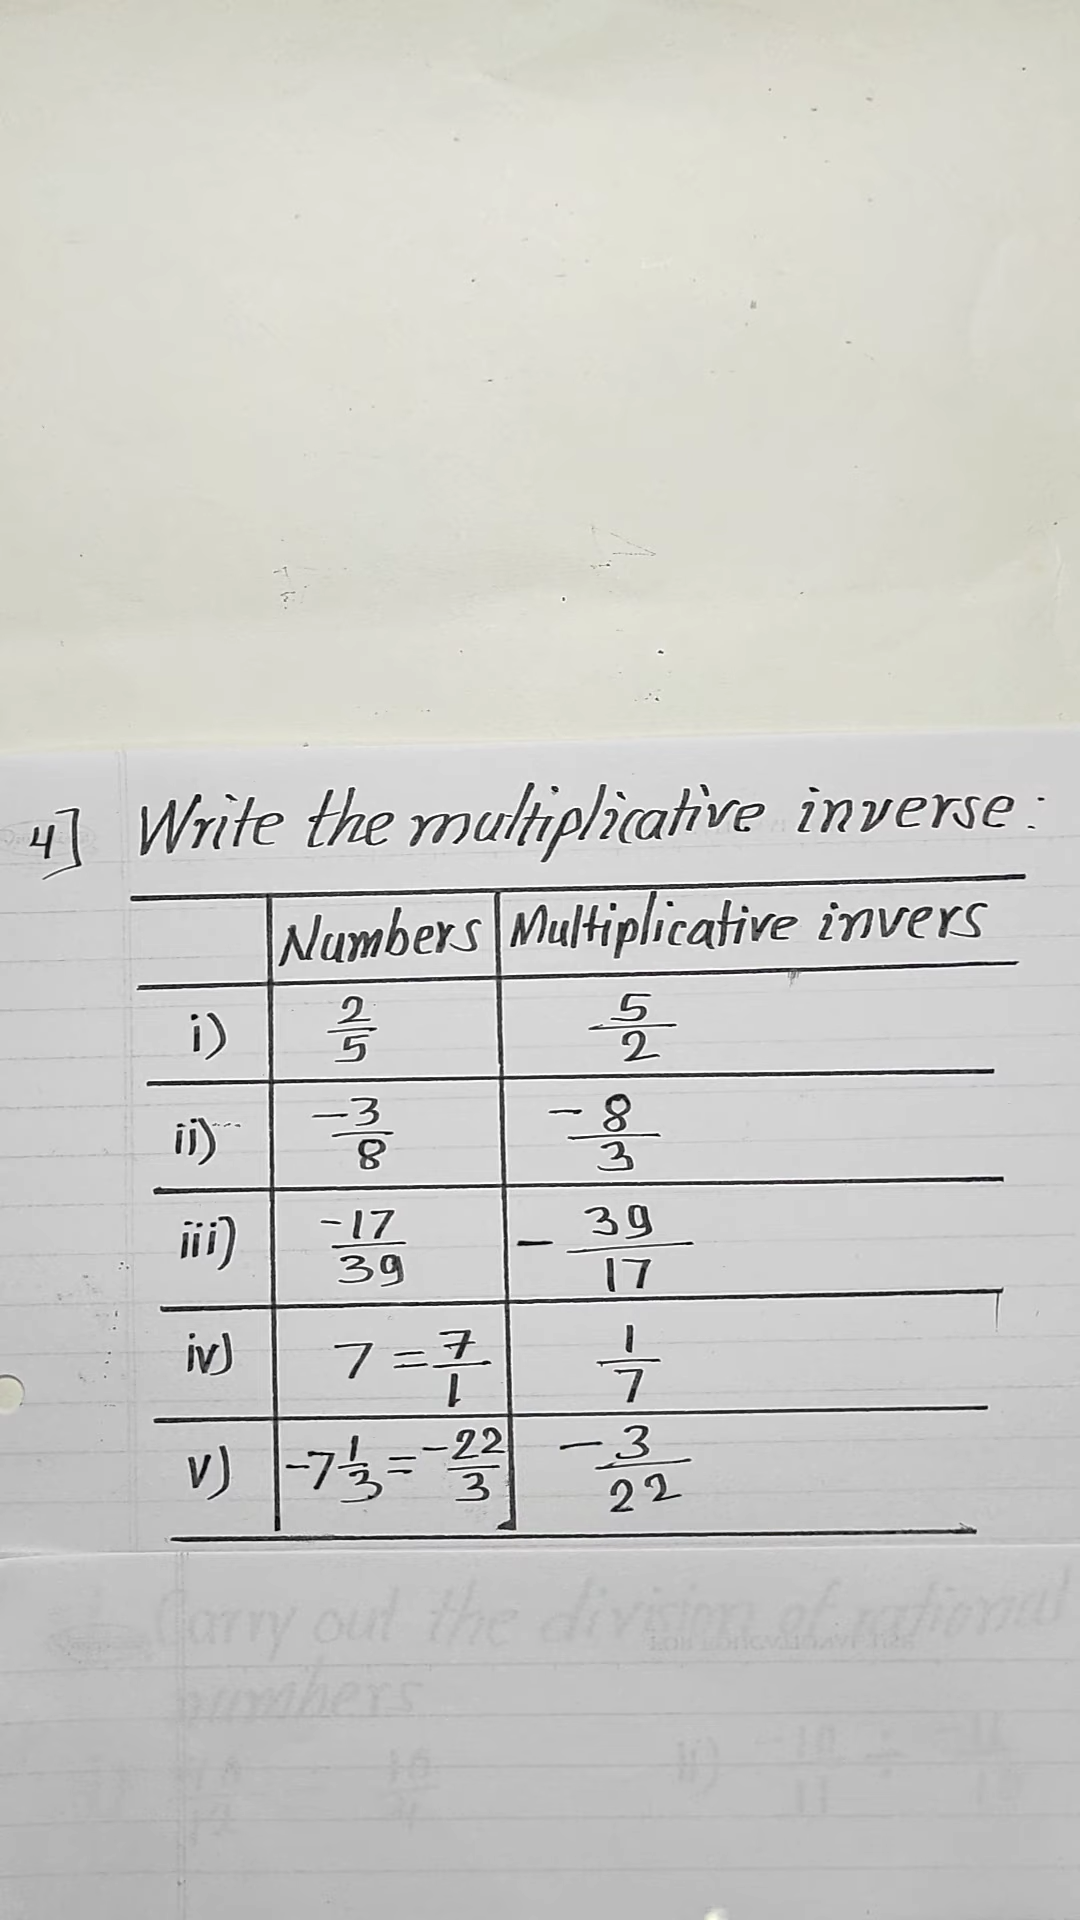 4] Write the multiplicative inverse:
Numbers Multiplicative invers
i) 2/5 5/2
ii) -3/8 -8/3
iii) -17/39 -39/17
iv) 7 = 7/1 1/7
v) -7 1/3 = -22/3 -3/22
Carry out the division of rational
numbers